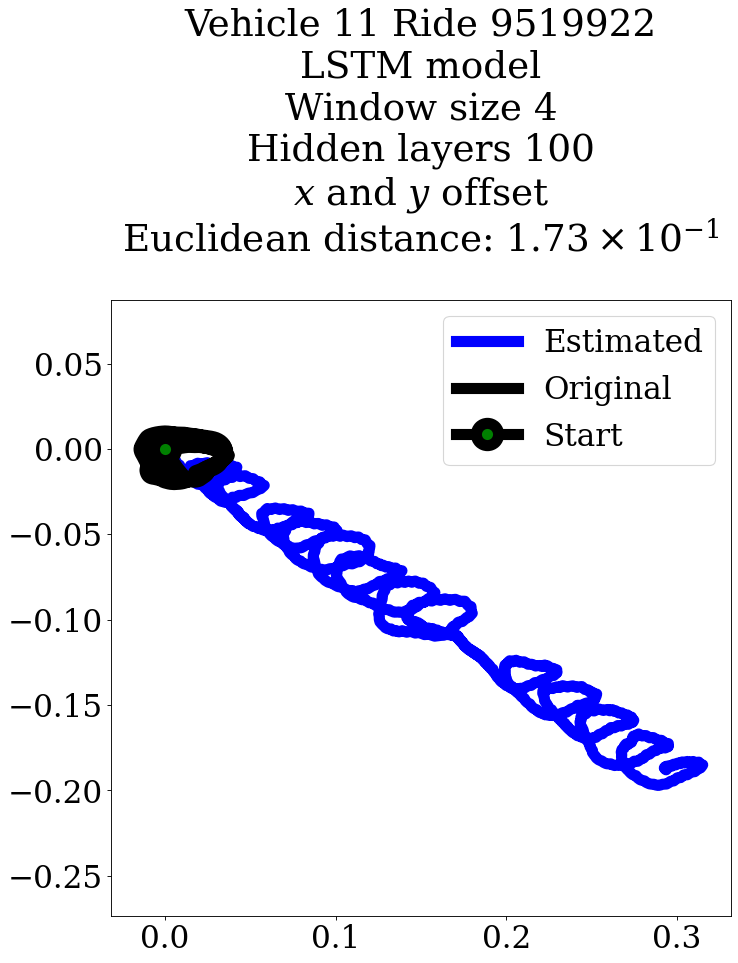 Vehicle 11 Ride 9519922
LSTM model
Window size 4
Hidden layers 100
x and y offset
Euclidean distance: 1.73 × 10⁻¹
Estimated
Original
Start
0.05
0.00
−0.05
−0.10
−0.15
−0.20
−0.25
0.0 0.1 0.2 0.3